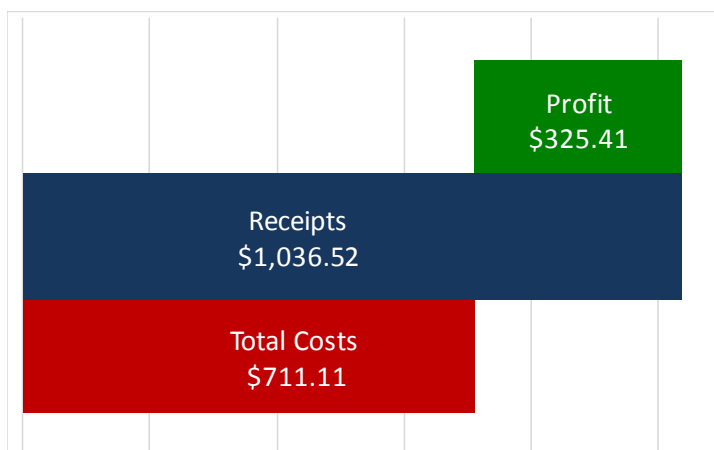 Profit
$325.41
Receipts
$1,036.52
Total Costs
$711.11